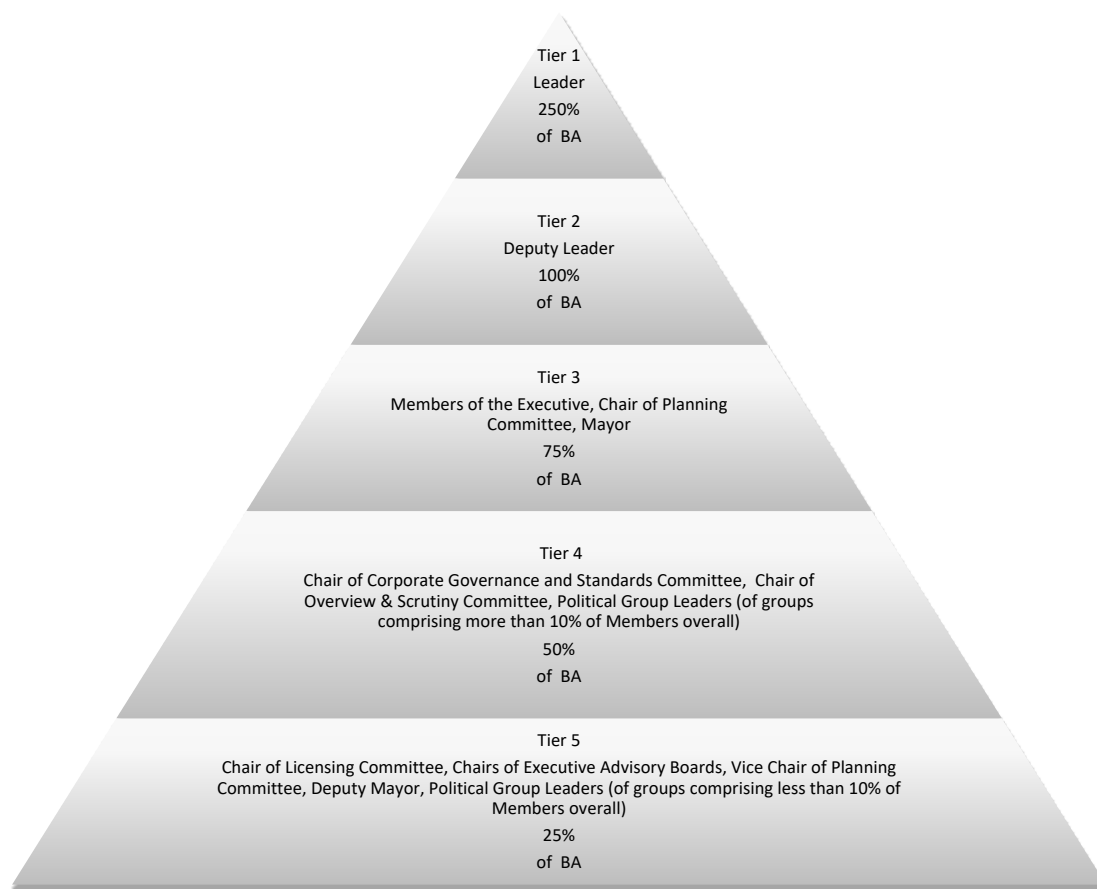 Tier 1
Leader
250%
of BA
Tier 2
Deputy Leader
100%
of BA
Tier 3
Members of the Executive, Chair of Planning
Committee, Mayor
75%
of BA
Tier 4
Chair of Corporate Governance and Standards Committee, Chair of
Overview & Scrutiny Committee, Political Group Leaders (of groups
comprising more than 10% of Members overall)
50%
of BA
Tier 5
Chair of Licensing Committee, Chairs of Executive Advisory Boards, Vice Chair of Planning
Committee, Deputy Mayor, Political Group Leaders (of groups comprising less than 10% of
Members overall)
25%
of BA